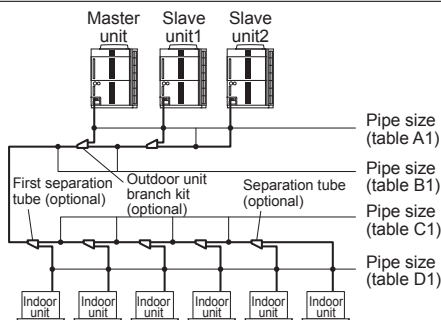 Master
unit
Slave
unit1
Slave
unit2
Pipe size
(table A1)
Pipe size
(table B1)
First separation
tube (optional)
Outdoor unit
branch kit
(optional)
Separation tube
(optional)
Pipe size
(table C1)
Pipe size
(table D1)
Indoor
unit
Indoor
unit
Indoor
unit
Indoor
unit
Indoor
unit
Indoor
unit